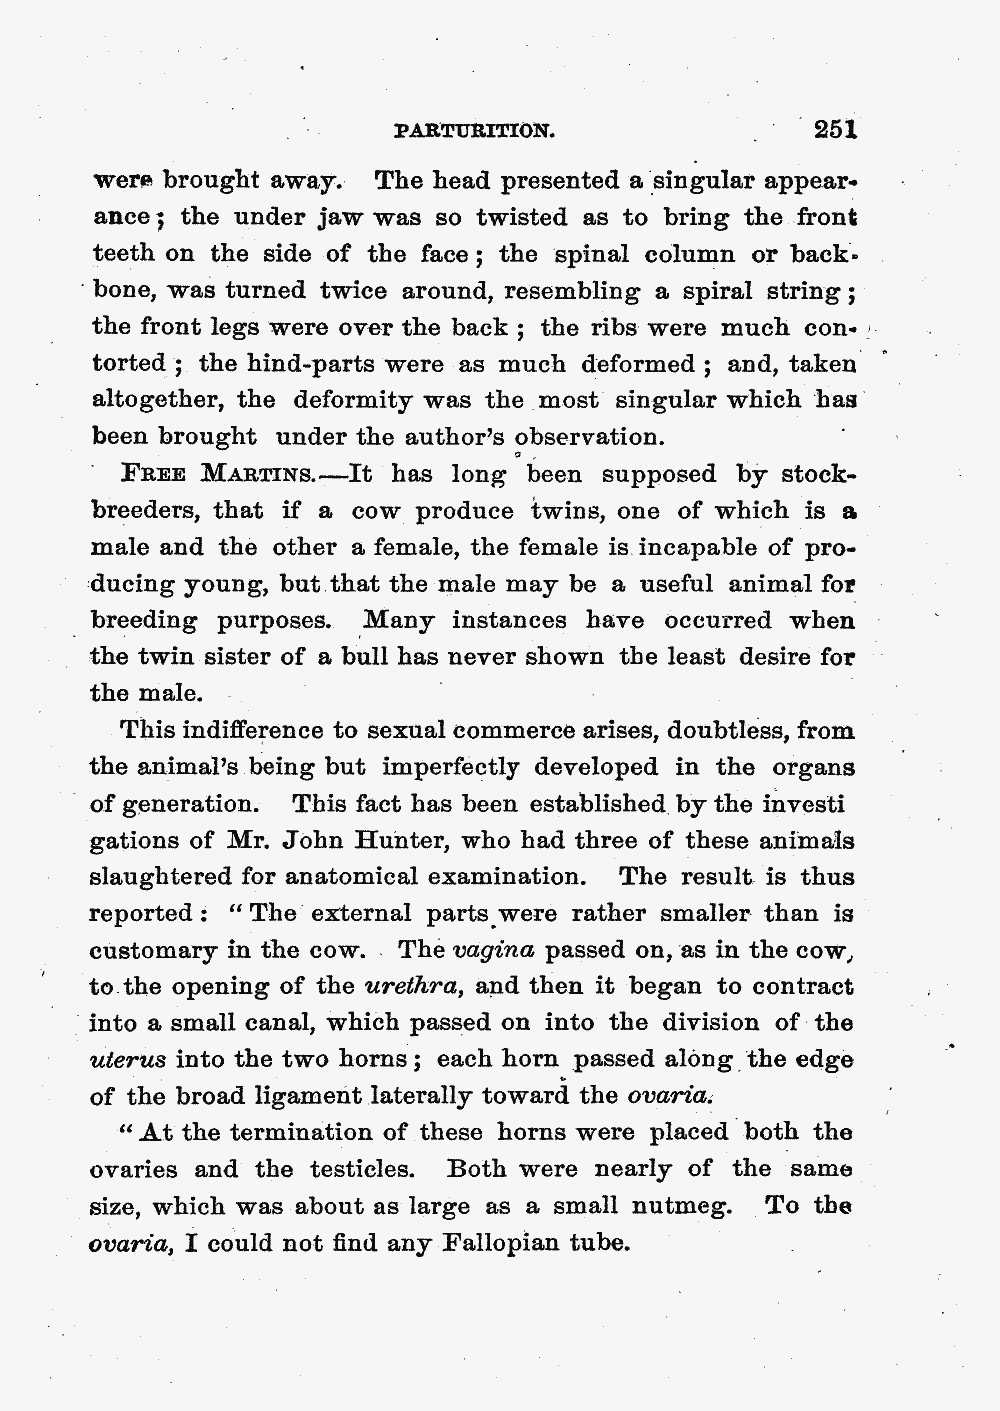 PARTURITION. 251
were brought away. The head presented a singular appear-
ance; the under jaw was so twisted as to bring the front
teeth on the side of the face; the spinal column or back-
bone, was turned twice around, resembling a spiral string;
the front legs were over the back; the ribs were much con-
torted; the hind-parts were as much deformed; and, taken
altogether, the deformity was the most singular which has
been brought under the author's observation.
FREE MARTINS.—It has long been supposed by stock-
breeders, that if a cow produce twins, one of which is a
male and the other a female, the female is incapable of pro-
ducing young, but that the male may be a useful animal for
breeding purposes. Many instances have occurred when
the twin sister of a bull has never shown the least desire for
the male.
This indifference to sexual commerce arises, doubtless, from
the animal's being but imperfectly developed in the organs
of generation. This fact has been established by the investi
gations of Mr. John Hunter, who had three of these animals
slaughtered for anatomical examination. The result is thus
reported: "The external parts were rather smaller than is
customary in the cow. The vagina passed on, as in the cow,
to the opening of the urethra, and then it began to contract
into a small canal, which passed on into the division of the
uterus into the two horns; each horn passed along the edge
of the broad ligament laterally toward the ovaria.
"At the termination of these horns were placed both the
ovaries and the testicles. Both were nearly of the same
size, which was about as large as a small nutmeg. To the
ovaria, I could not find any Fallopian tube.